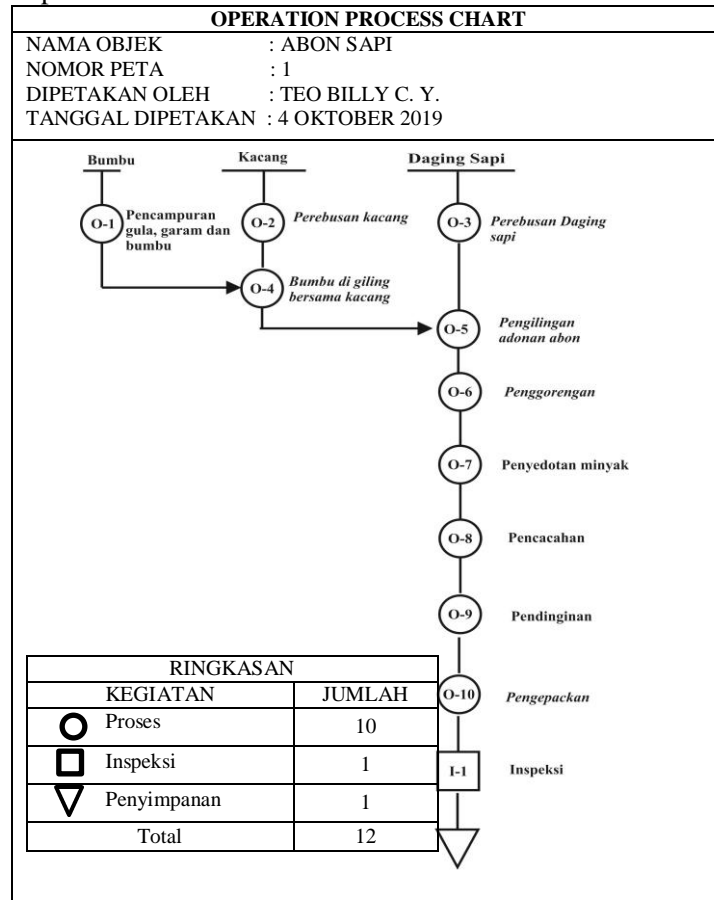 OPERATION PROCESS CHART
NAMA OBJEK : ABON SAPI
NOMOR PETA : 1
DIPETAKAN OLEH : TEO BILLY C. Y.
TANGGAL DIPETAKAN : 4 OKTOBER 2019
Bumbu Kacang Daging Sapi
O-1 Pencampuran
gula, garam dan
bumbu
O-2 Perebusan kacang
O-3 Perebusan Daging
sapi
O-4 Bumbu di giling
bersama kacang
O-5 Pengilingan
adonan abon
O-6 Penggorengan
O-7 Penyedotan minyak
O-8 Pencacahan
O-9 Pendinginan
O-10 Pengepackan
I-1 Inspeksi
RINGKASAN
KEGIATAN JUMLAH
Proses 10
Inspeksi 1
Penyimpanan 1
Total 12